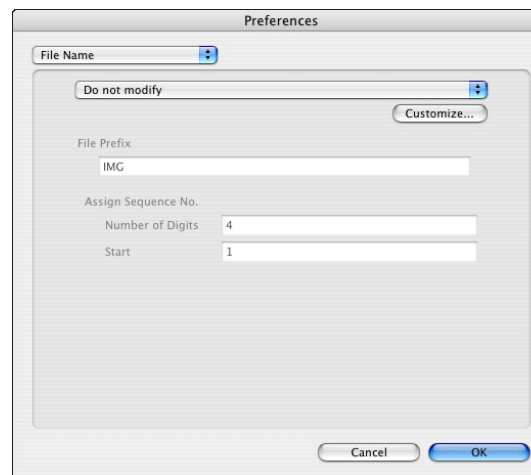 Preferences
File Name
Do not modify
Customize...
File Prefix
IMG
Assign Sequence No.
Number of Digits 4
Start 1
Cancel OK